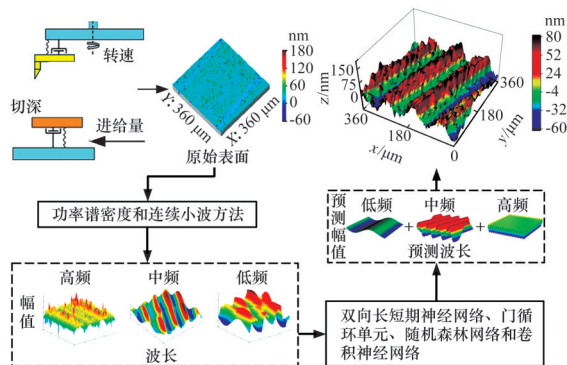 转速
切深
进给量
nm
180
120
60
0
-60
Y: 360 μm
X: 360 μm
原始表面
功率谱密度和连续小波方法
高频
中频
低频
幅值
波长
双向长短期神经网络、门循
环单元、随机森林网络和卷
积神经网络
预测幅值
低频
中频
高频
+
+
预测波长
z/nm
150
75
0
360
180
0
x/μm
y/μm
180
360
nm
80
52
24
-4
-32
-60